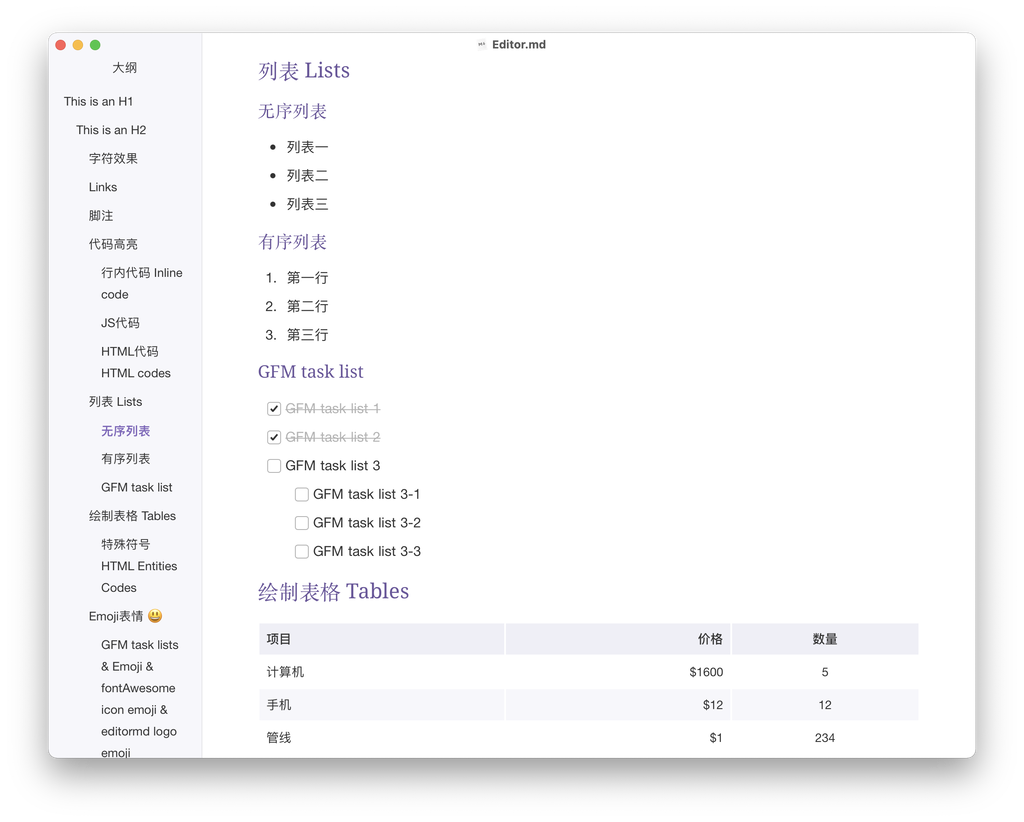 Editor.md
大纲
This is an H1
This is an H2
字符效果
Links
脚注
代码高亮
行内代码 Inline
code
JS代码
HTML代码
HTML codes
列表 Lists
无序列表
有序列表
GFM task list
绘制表格 Tables
特殊符号
HTML Entities
Codes
Emoji表情 😃
GFM task lists
& Emoji &
fontAwesome
icon emoji &
editormd logo
emoji
列表 Lists
无序列表
• 列表一
• 列表二
• 列表三
有序列表
1. 第一行
2. 第二行
3. 第三行
GFM task list
GFM task list 1
GFM task list 2
GFM task list 3
GFM task list 3-1
GFM task list 3-2
GFM task list 3-3
绘制表格 Tables
项目 价格 数量
计算机 $1600 5
手机 $12 12
管线 $1 234